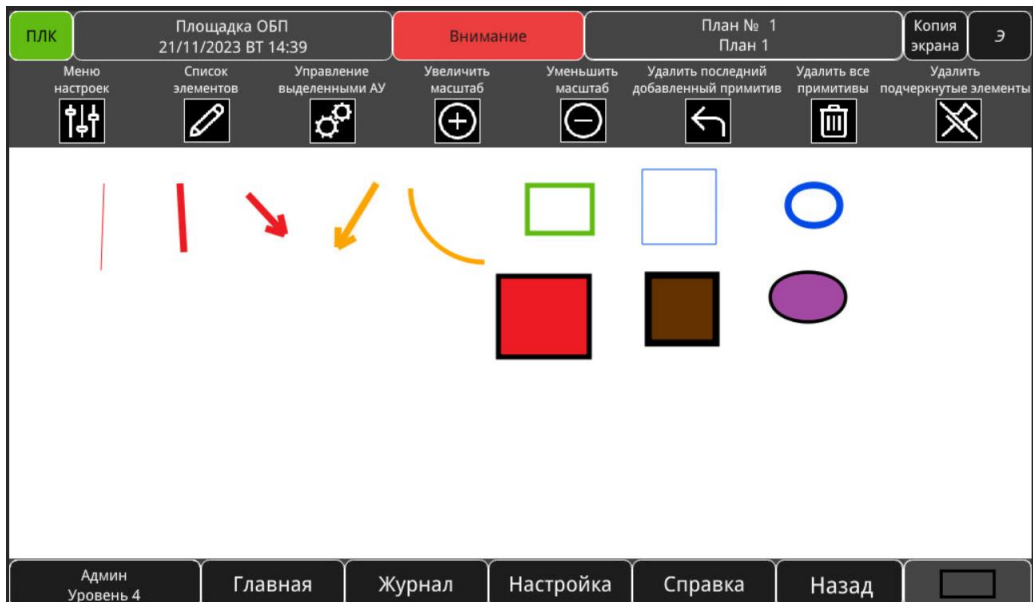 ПЛК
Площадка ОБП
21/11/2023 ВТ 14:39
Внимание
План № 1
План 1
Копия
экрана
Э
Меню
настроек
Список
элементов
Управление
выделенными АУ
Увеличить
масштаб
Уменьшить
масштаб
Удалить последний
добавленный примитив
Удалить все
примитивы
Удалить
подчеркнутые элементы
Админ
Уровень 4
Главная
Журнал
Настройка
Справка
Назад